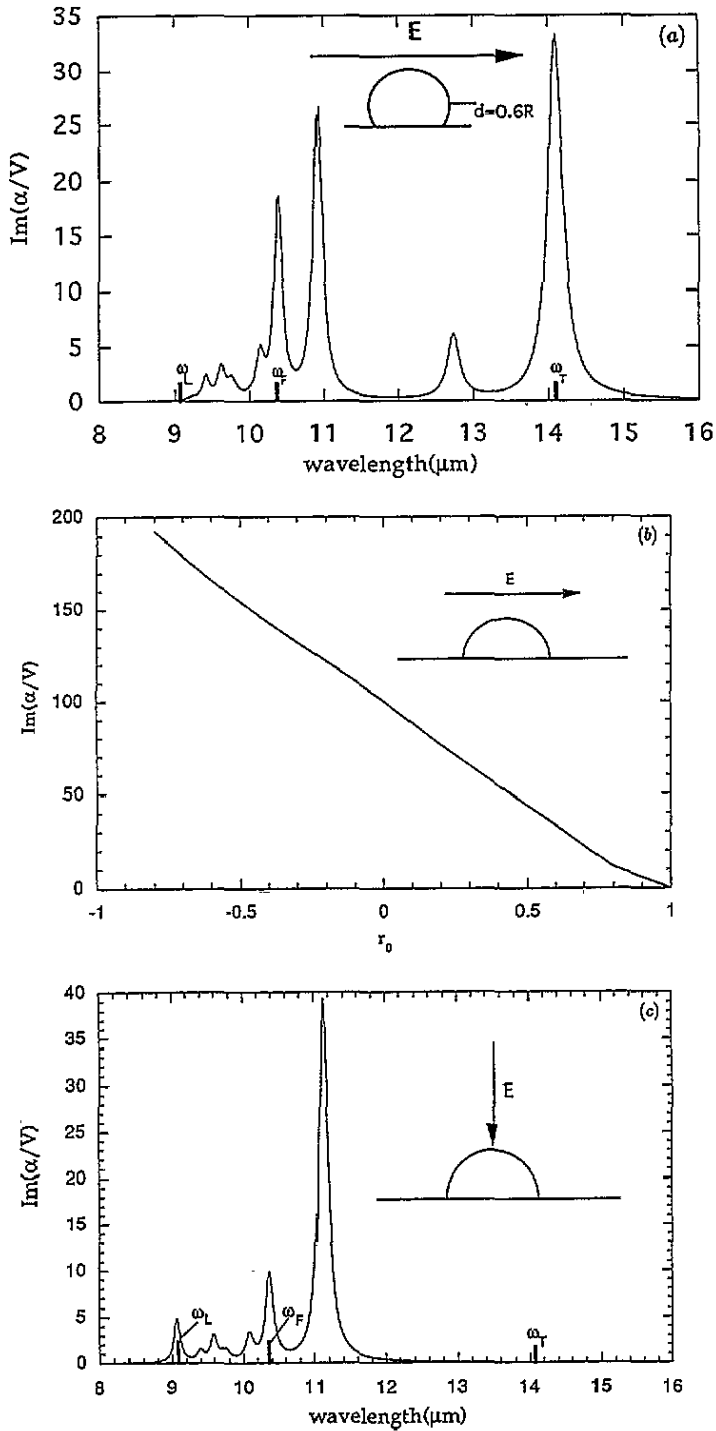 (a)
E
d=0.6R
Im(α/V)
35
30
25
20
15
10
5
0
ω_L
ω_F
ω_T
8 9 10 11 12 13 14 15 16
wavelength(μm)
(b)
E
Im(α/V)
200
150
100
50
0
-1 -0.5 0 0.5 1
r_0
(c)
E
Im(α/V)
40
35
30
25
20
15
10
5
0
ω_L
ω_F
ω_T
8 9 10 11 12 13 14 15 16
wavelength(μm)